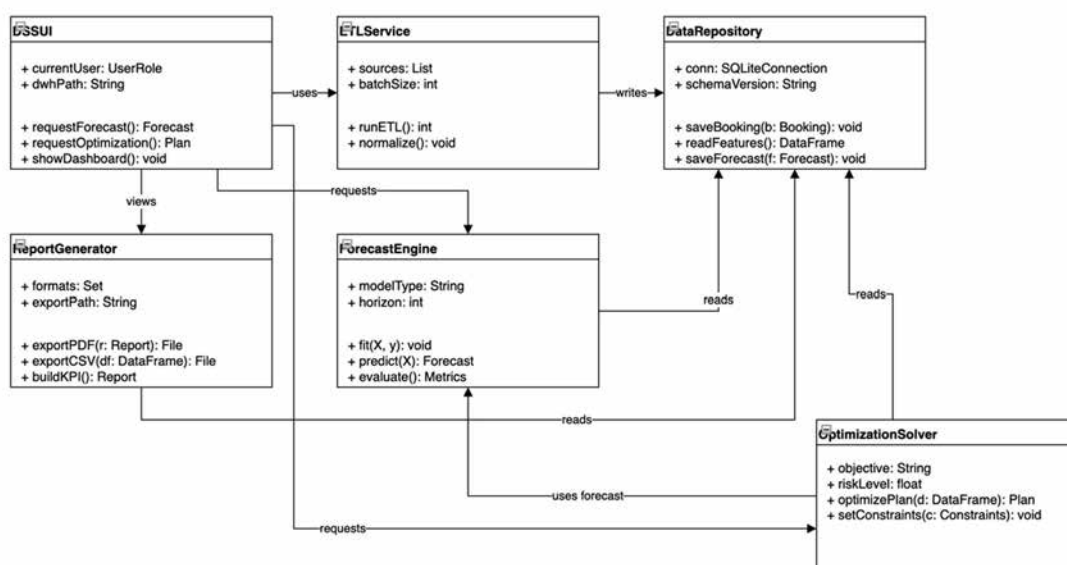 DSSUI
+ currentUser: UserRole
+ dwhPath: String
+ requestForecast(): Forecast
+ requestOptimization(): Plan
+ showDashboard(): void
uses
ETLService
+ sources: List
+ batchSize: int
+ runETL(): int
+ normalize(): void
writes
DataRepository
+ conn: SQLiteConnection
+ schemaVersion: String
+ saveBooking(b: Booking): void
+ readFeatures(): DataFrame
+ saveForecast(f: Forecast): void
views
requests
ReportGenerator
+ formats: Set
+ exportPath: String
+ exportPDF(r: Report): File
+ exportCSV(df: DataFrame): File
+ buildKPI(): Report
ForecastEngine
+ modelType: String
+ horizon: int
+ fit(X, y): void
+ predict(X): Forecast
+ evaluate(): Metrics
reads
reads
reads
OptimizationSolver
+ objective: String
+ riskLevel: float
+ optimizePlan(d: DataFrame): Plan
+ setConstraints(c: Constraints): void
uses forecast
requests